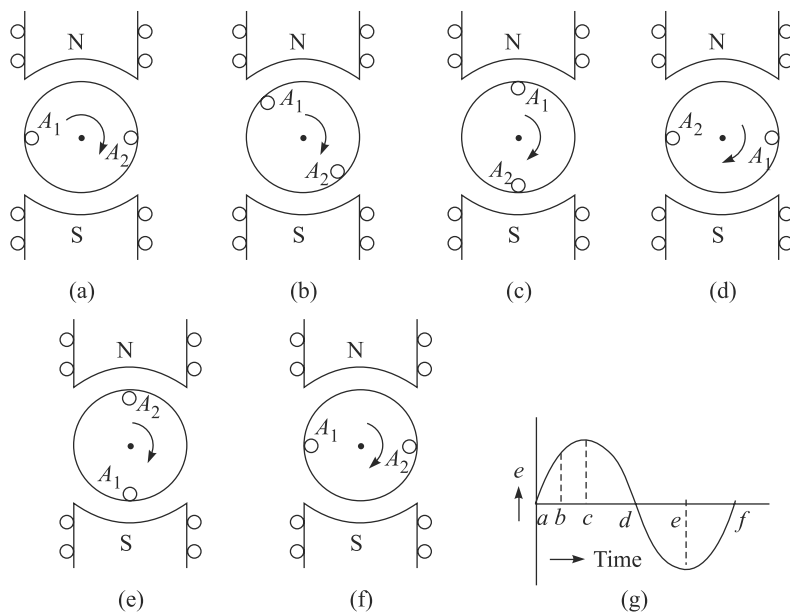 N
A₁
A₂
S
(a)
N
A₁
A₂
S
(b)
N
A₁
A₂
S
(c)
N
A₂
A₁
S
(d)
N
A₂
A₁
S
(e)
N
A₁
A₂
S
(f)
e
a b c d e f
Time
(g)